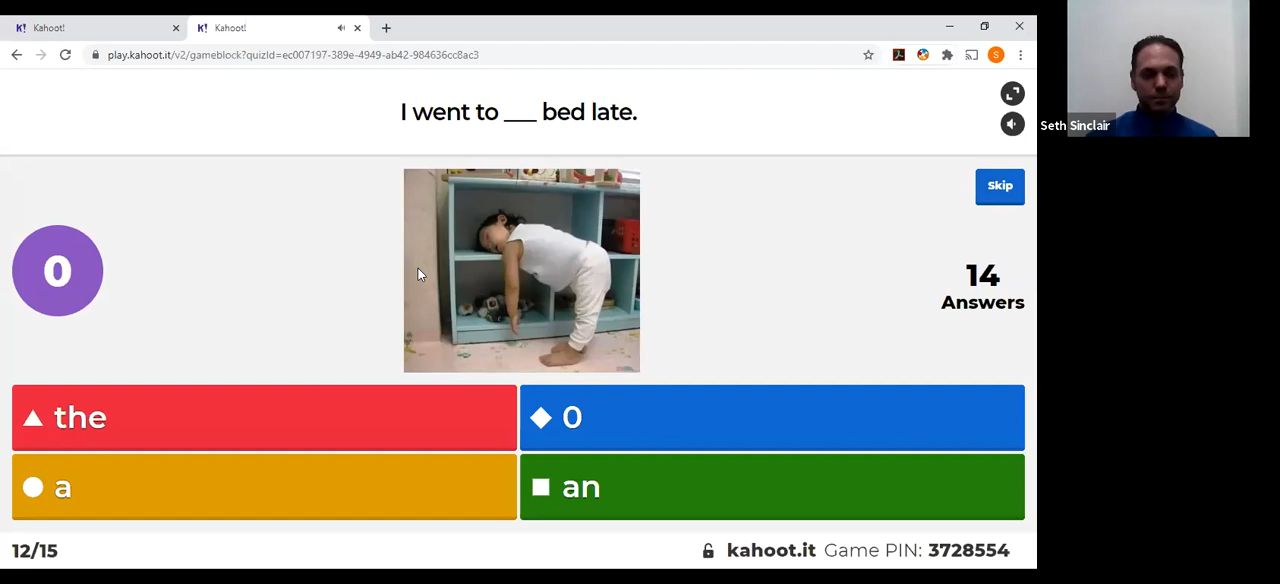 Kahoot!
Kahoot!
play.kahoot.it/v2/gameblock?quizId=ec007197-389e-4949-ab42-984636cc8ac3
S
I went to ___ bed late.
Seth Sinclair
Skip
0
14
Answers
the
0
a
an
12/15
kahoot.it Game PIN: 3728554